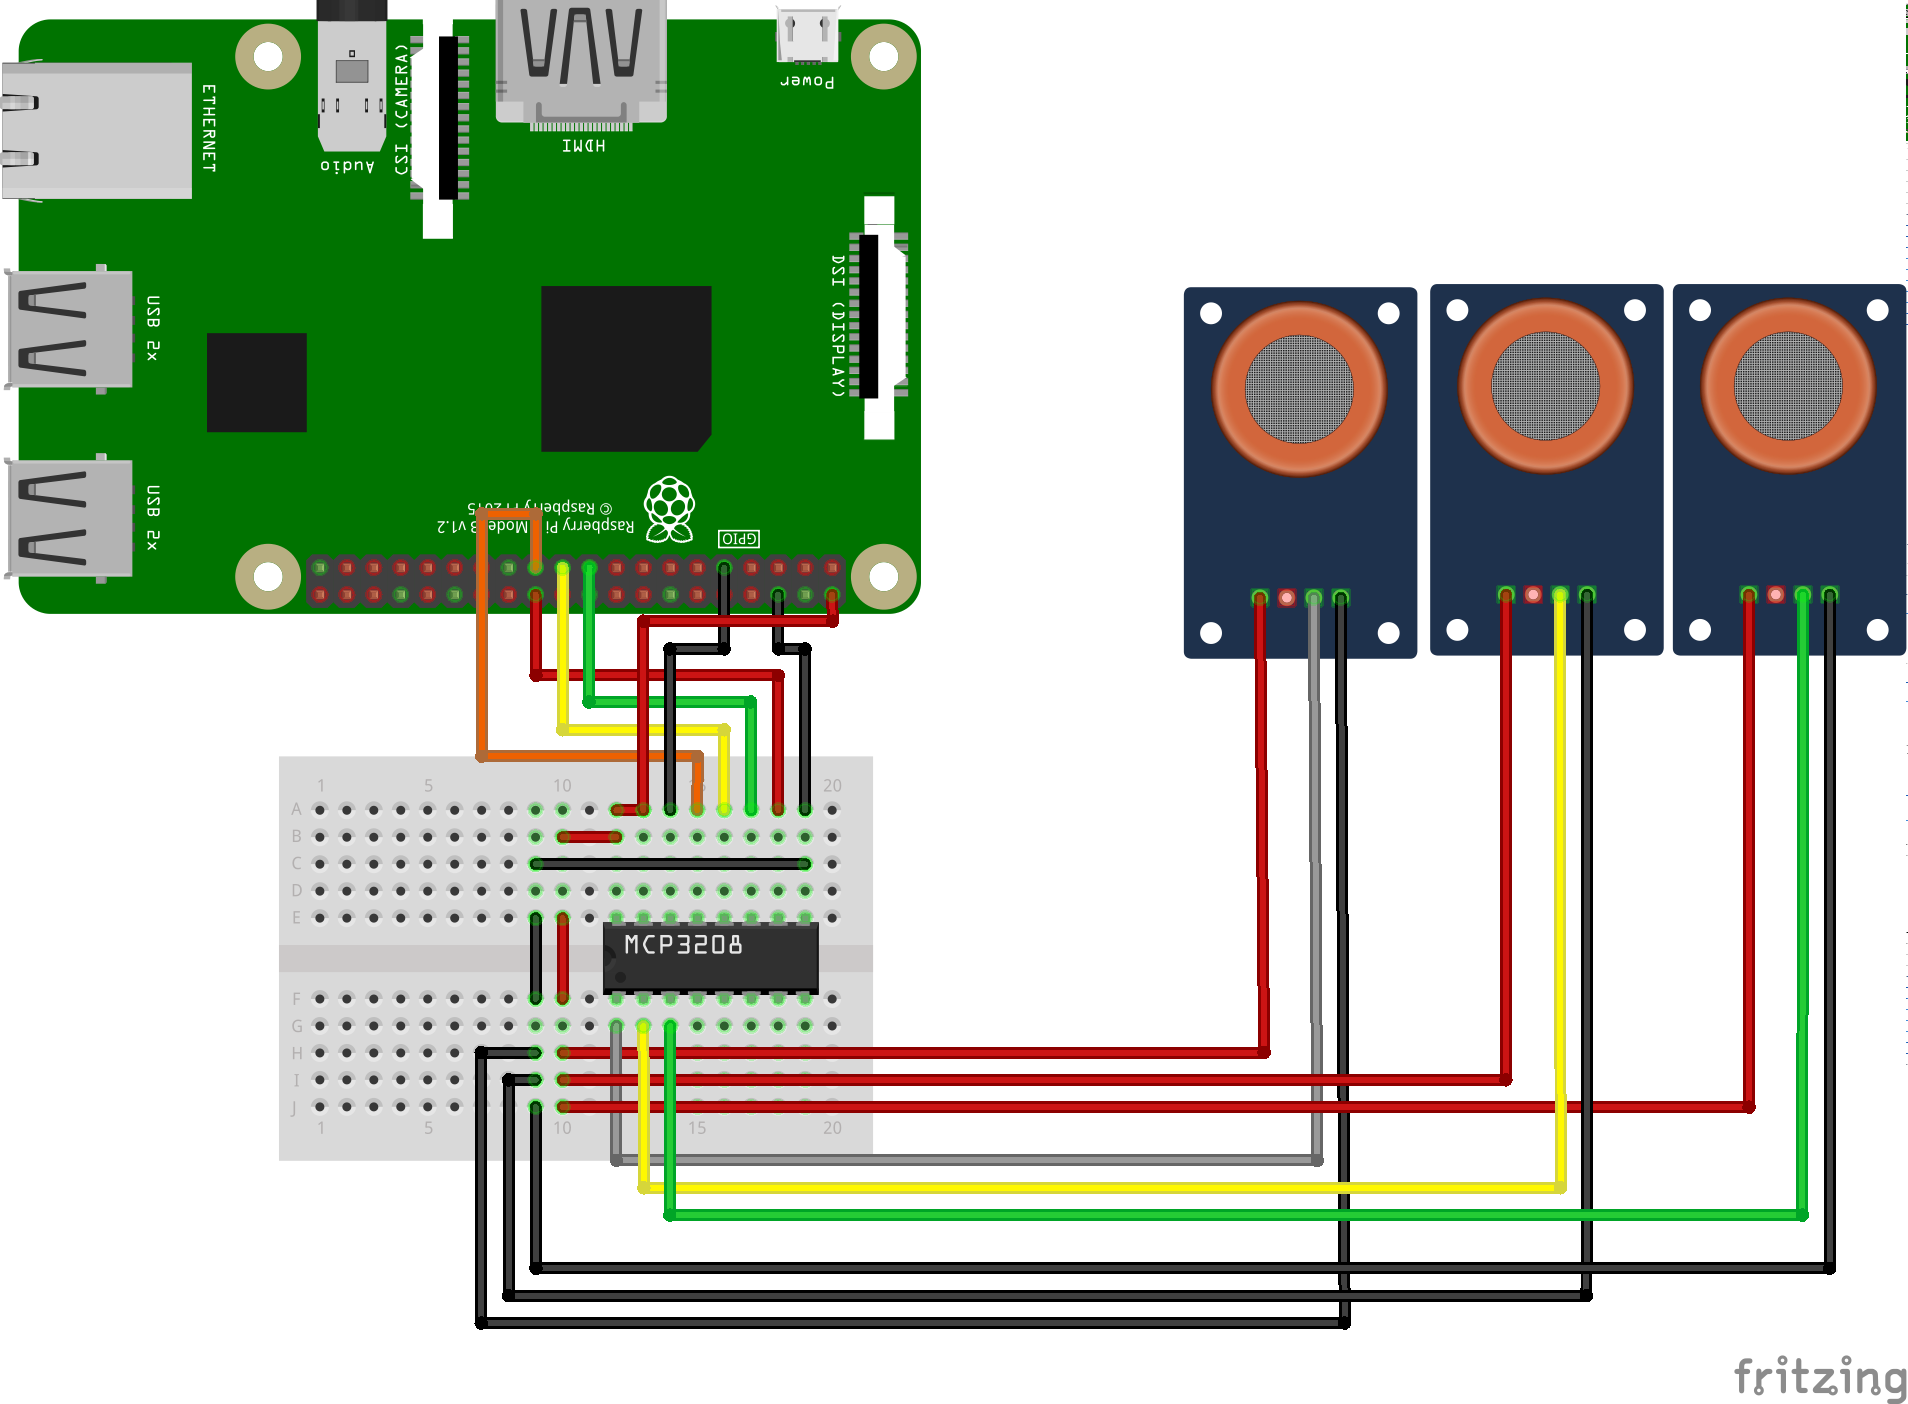 ETHERNET
Audio
CSI (CAMERA)
HDMI
Power
DSI (DISPLAY)
USB 2x
USB 2x
© Raspberry Pi 2015
Raspberry Pi Model 3 v1.2
GPIO
1 5 10 15 20
A
B
C
D
E
MCP3208
F
G
H
I
J
1 5 10 15 20
fritzing